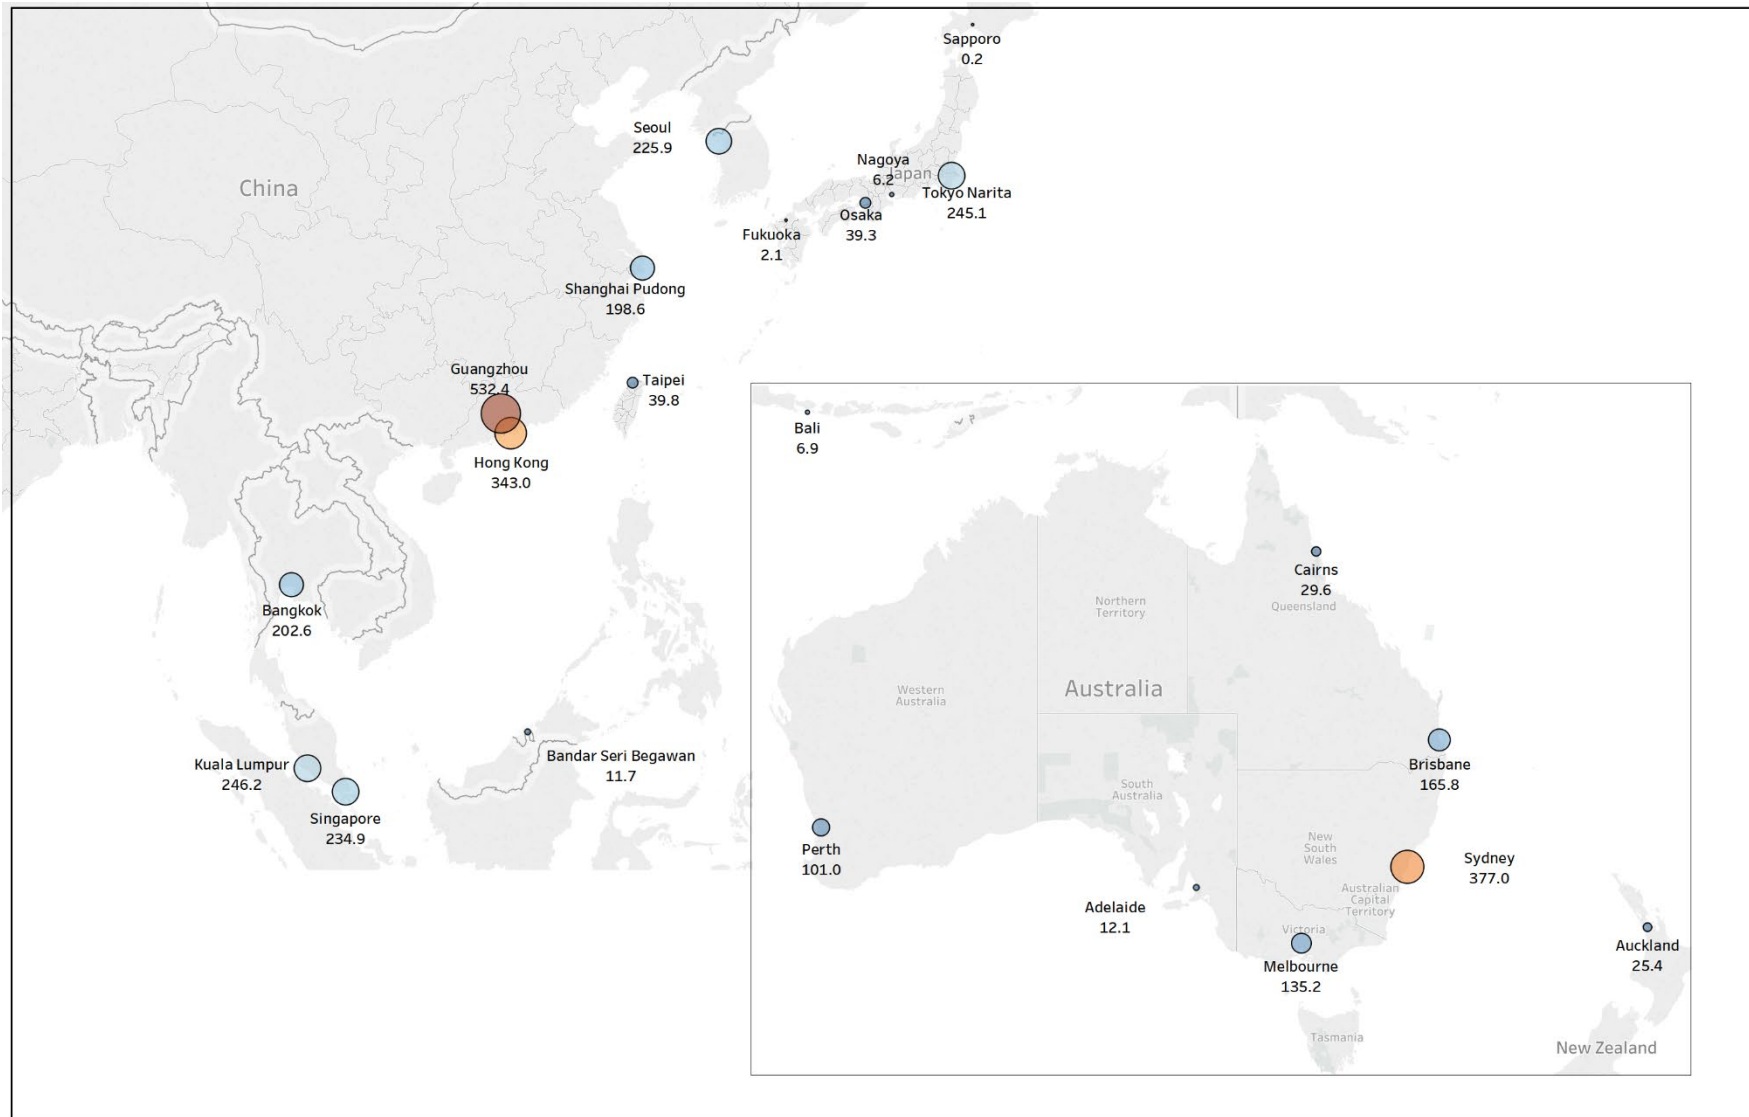 Sapporo
0.2
Seoul
225.9
China
Nagoya
6.2
Japan
Tokyo Narita
245.1
Osaka
39.3
Fukuoka
2.1
Shanghai Pudong
198.6
Guangzhou
532.4
Taipei
39.8
Hong Kong
343.0
Bangkok
202.6
Kuala Lumpur
246.2
Singapore
234.9
Bandar Seri Begawan
11.7
Bali
6.9
Cairns
29.6
Queensland
Northern
Territory
Western
Australia
Australia
Brisbane
165.8
South
Australia
Perth
101.0
New
South
Wales
Sydney
377.0
Australian
Capital
Territory
Adelaide
12.1
Victoria
Melbourne
135.2
Auckland
25.4
Tasmania
New Zealand